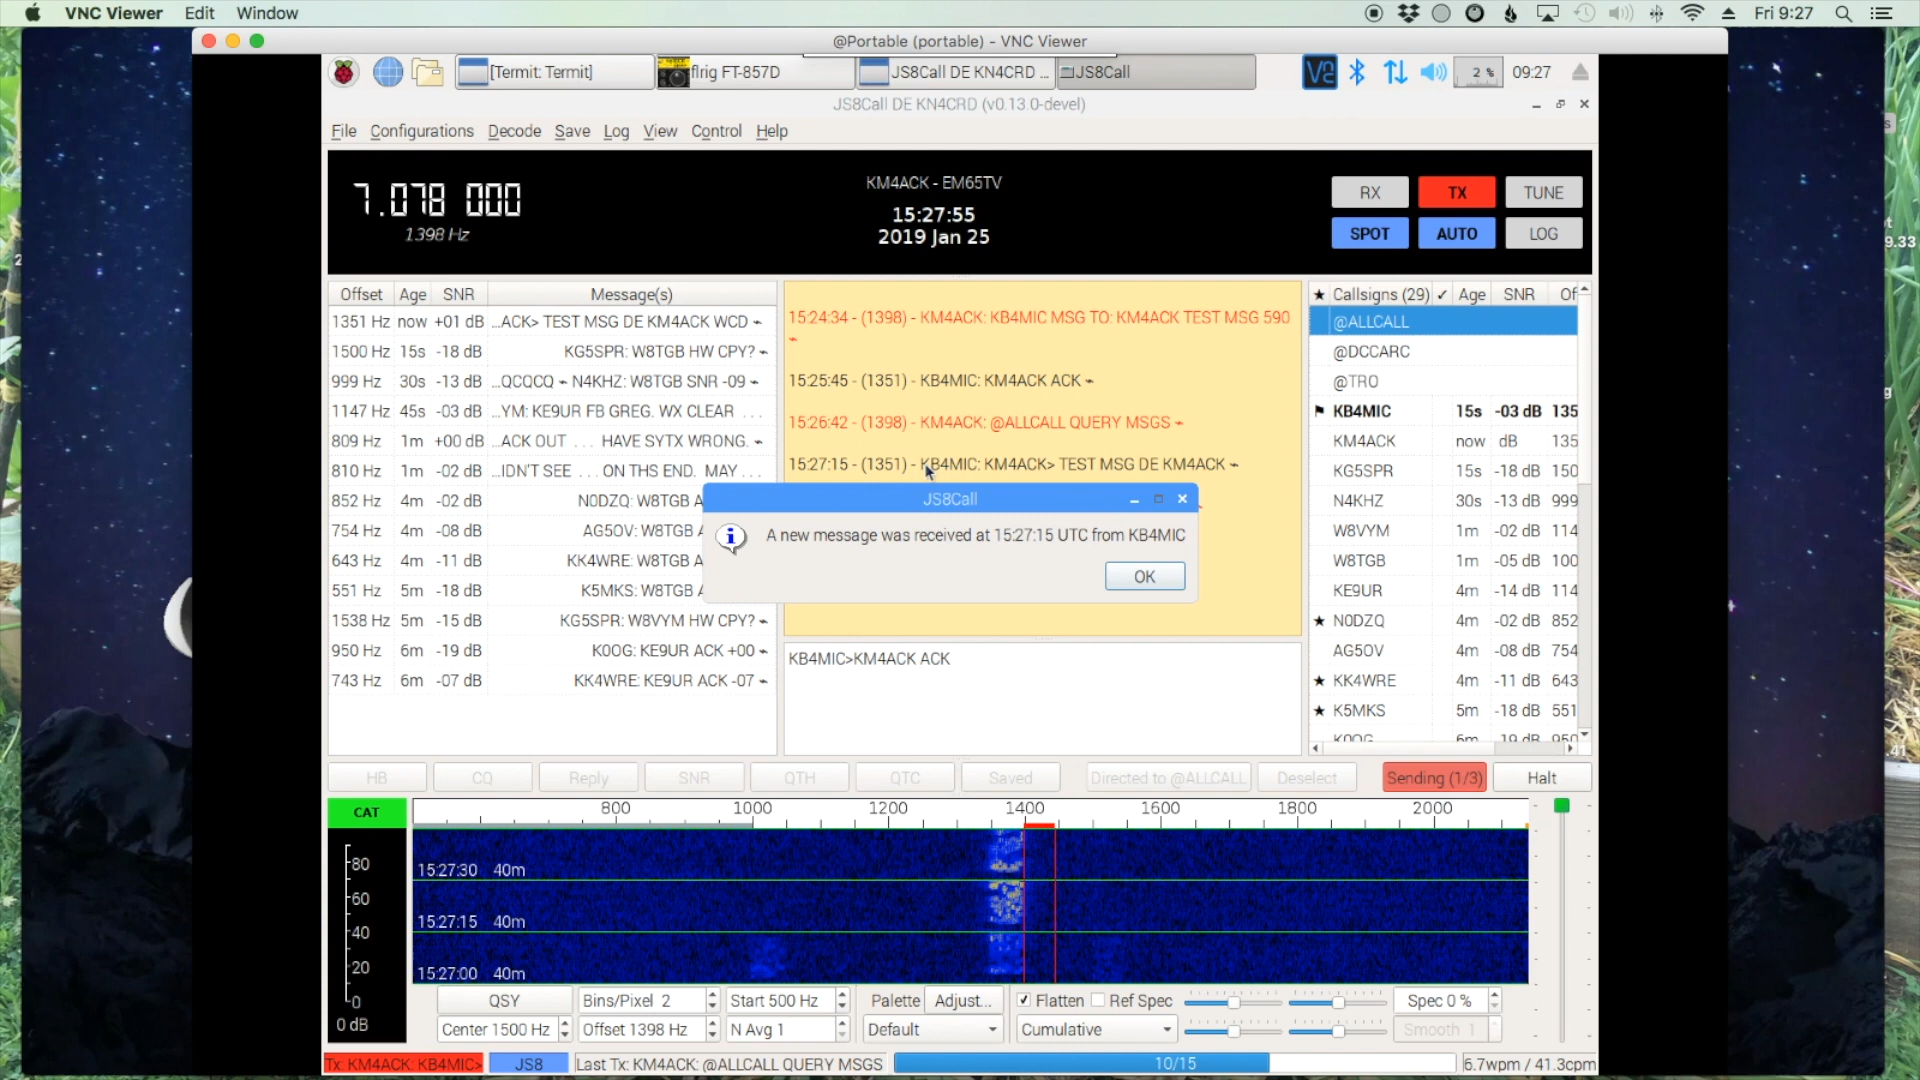 VNC Viewer Edit Window Fri 9:27
@Portable (portable) - VNC Viewer
[Termit: Termit] flrig FT-857D JS8Call DE KN4CRD ... JS8Call 2 % 09:27
JS8Call DE KN4CRD (v0.13.0-devel)
File Configurations Decode Save Log View Control Help
7.078 000
1398 Hz
KM4ACK - EM65TV
15:27:55
2019 Jan 25
RX TX TUNE
SPOT AUTO LOG
Offset Age SNR Message(s)
1351 Hz now +01 dB ...ACK> TEST MSG DE KM4ACK WCD
1500 Hz 15s -18 dB KG5SPR: W8TGB HW CPY?
999 Hz 30s -13 dB ...QCQCQ N4KHZ: W8TGB SNR -09
1147 Hz 45s -03 dB ...YM: KE9UR FB GREG. WX CLEAR ...
809 Hz 1m +00 dB ...ACK OUT ... HAVE SYTX WRONG.
810 Hz 1m -02 dB ...IDN'T SEE ... ON THS END. MAY ...
852 Hz 4m -02 dB N0DZQ: W8TGB A
754 Hz 4m -08 dB AG5OV: W8TGB
643 Hz 4m -11 dB KK4WRE: W8TGB A
551 Hz 5m -18 dB K5MKS: W8TGB
1538 Hz 5m -15 dB KG5SPR: W8VYM HW CPY?
950 Hz 6m -19 dB K0OG: KE9UR ACK +00
743 Hz 6m -07 dB KK4WRE: KE9UR ACK -07
15:24:34 - (1398) - KM4ACK: KB4MIC MSG TO: KM4ACK TEST MSG 590
15:25:45 - (1351) - KB4MIC: KM4ACK ACK
15:26:42 - (1398) - KM4ACK: @ALLCALL QUERY MSGS
15:27:15 - (1351) - KB4MIC: KM4ACK> TEST MSG DE KM4ACK
JS8Call
A new message was received at 15:27:15 UTC from KB4MIC
OK
KB4MIC>KM4ACK ACK
★ Callsigns (29) ✓ Age SNR Of
@ALLCALL
@DCCARC
@TRO
KB4MIC 15s -03 dB 135
KM4ACK now dB 135
KG5SPR 15s -18 dB 150
N4KHZ 30s -13 dB 999
W8VYM 1m -02 dB 114
W8TGB 1m -05 dB 100
KE9UR 4m -14 dB 114
★ N0DZQ 4m -02 dB 852
AG5OV 4m -08 dB 754
★ KK4WRE 4m -11 dB 643
★ K5MKS 5m -18 dB 551
K0OG 6m -19 dB 950
HB CQ Reply SNR QTH QTC Saved Directed to @ALLCALL Deselect Sending (1/3) Halt
CAT
800 1000 1200 1400 1600 1800 2000
80
60
40
20
0
0 dB
15:27:30 40m
15:27:15 40m
15:27:00 40m
QSY Bins/Pixel 2 Start 500 Hz Palette Adjust... Flatten Ref Spec Spec 0 %
Center 1500 Hz Offset 1398 Hz N Avg 1 Default Cumulative Smooth 1
Tx: KM4ACK: KB4MIC> JS8 Last Tx: KM4ACK: @ALLCALL QUERY MSGS 10/15 6.7wpm / 41.3cpm
s
t
9.33
g
.41
2